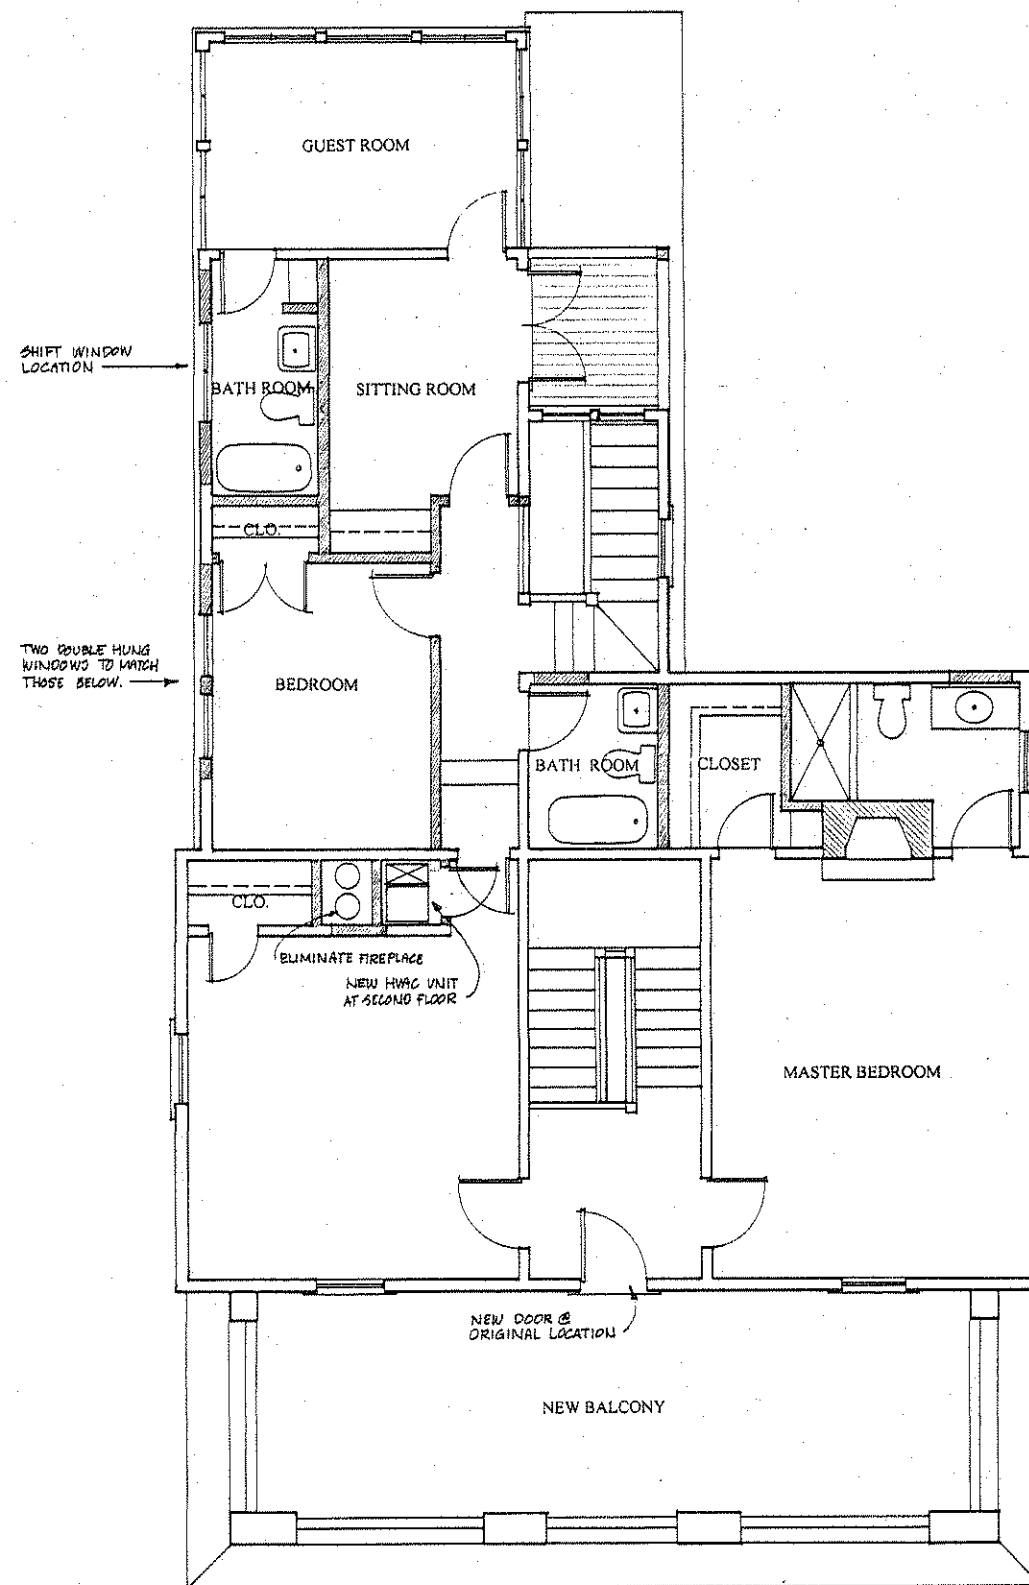 GUEST ROOM
SHIFT WINDOW
LOCATION
BATH ROOM
SITTING ROOM
CLO.
TWO DOUBLE HUNG
WINDOWS TO MATCH
THOSE BELOW.
BEDROOM
BATH ROOM
CLOSET
CLO.
ELIMINATE FIREPLACE
NEW HVAC UNIT
AT SECOND FLOOR
MASTER BEDROOM
NEW DOOR @
ORIGINAL LOCATION
NEW BALCONY